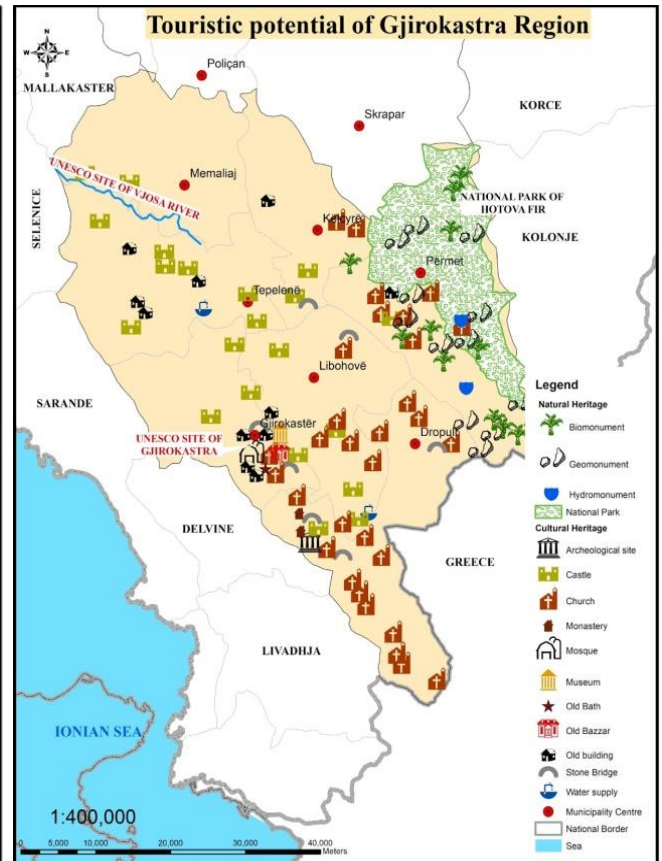 Touristic potential of Gjirokastra Region
N
W
E
S
Poliçan
MALLAKASTER
Skrapar
KORCE
UNESCO SITE OF VJOSA RIVER
Memaliaj
NATIONAL PARK OF
HOTOVA FIR
SELENICE
Këlcyrë
KOLONJE
Përmet
Tepelenë
Libohovë
Legend
Natural Heritage
SARANDE
Biomonument
Gjirokastër
UNESCO SITE OF
GJIROKASTRA
Dropull
Geomonument
Hydromonument
National Park
DELVINE
Cultural Heritage
Archeological site
GREECE
Castle
Church
Monastery
LIVADHJA
Mosque
Museum
Old Bath
IONIAN SEA
Old Bazzar
Old building
Stone Bridge
Water supply
1:400,000
Municipality Centre
National Border
0 5,000 10,000 20,000 30,000 40,000
Meters
Sea